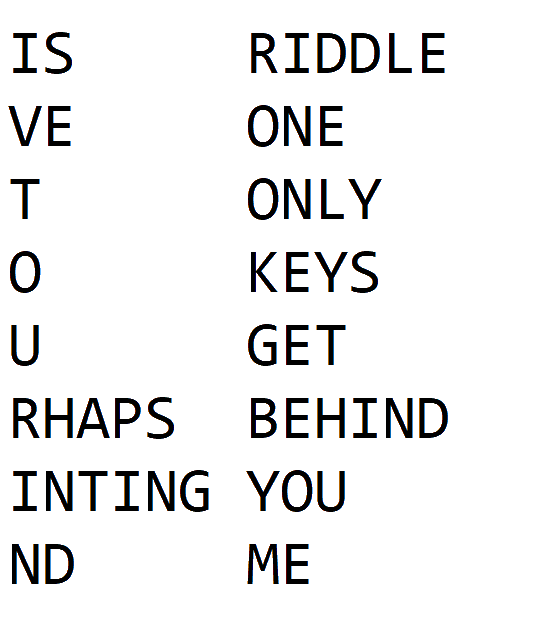 IS RIDDLE
VE ONE
T ONLY
O KEYS
U GET
RHAPS BEHIND
INTING YOU
ND ME